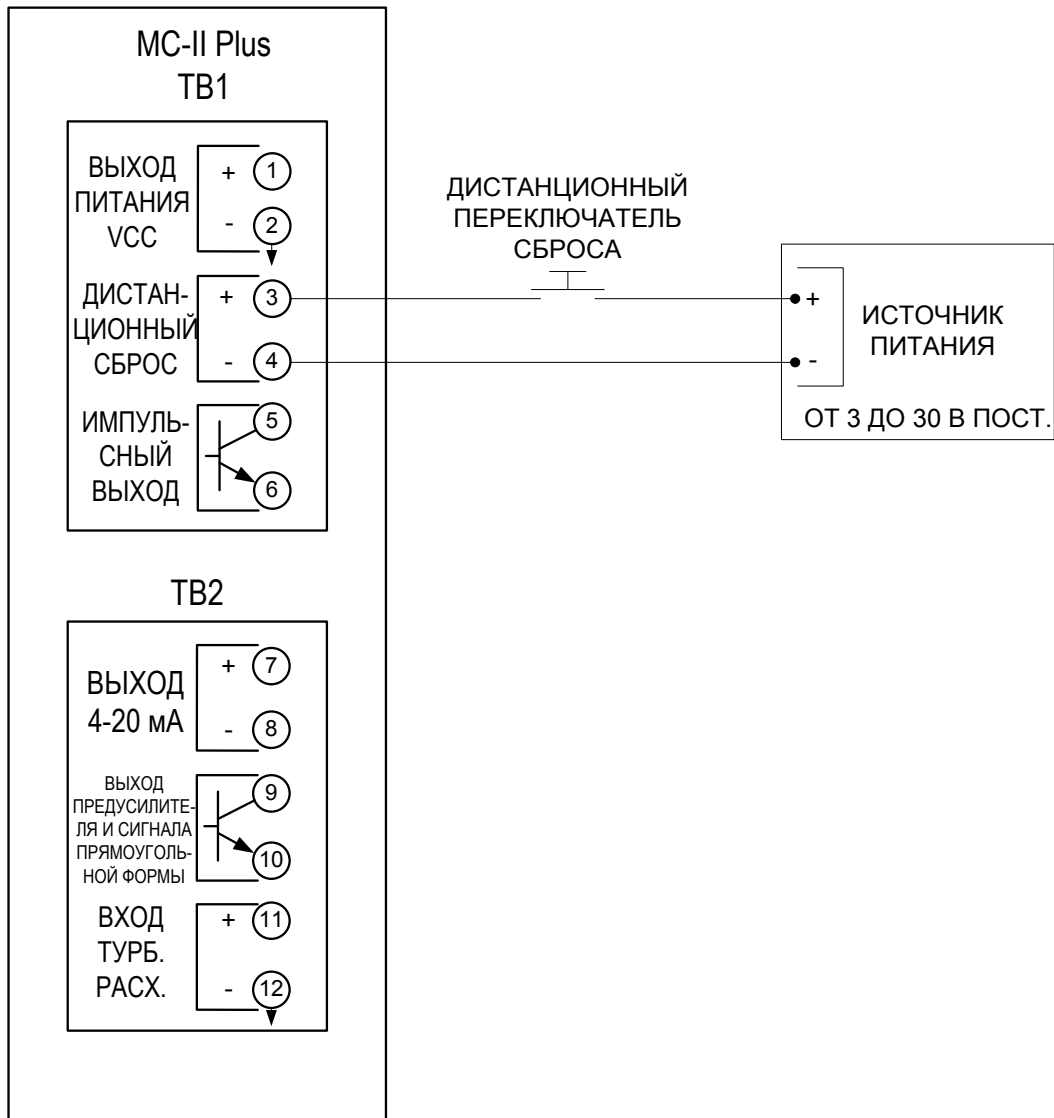 MC-II Plus
TB1
ВЫХОД
ПИТАНИЯ
VCC
+ 1
- 2
ДИСТАН-
ЦИОННЫЙ
СБРОС
+ 3
- 4
ИМПУЛЬ-
СНЫЙ
ВЫХОД
5
6
ДИСТАНЦИОННЫЙ
ПЕРЕКЛЮЧАТЕЛЬ
СБРОСА
+
-
ИСТОЧНИК
ПИТАНИЯ
ОТ 3 ДО 30 В ПОСТ.
TB2
ВЫХОД
4-20 мА
+ 7
- 8
ВЫХОД
ПРЕДУСИЛИТЕ-
ЛЯ И СИГНАЛА
ПРЯМОУГОЛЬ-
НОЙ ФОРМЫ
9
10
ВХОД
ТУРБ.
РАСХ.
+ 11
- 12